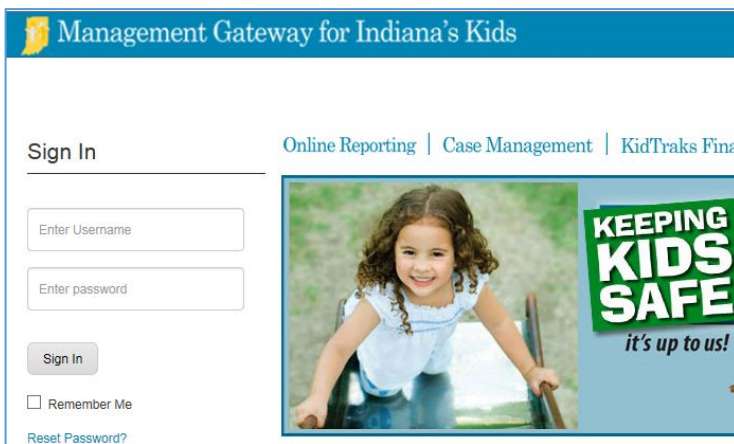 Management Gateway for Indiana's Kids
Sign In
Online Reporting | Case Management | KidTraks Fina
Enter Username
Enter password
Sign In
Remember Me
Reset Password?
KEEPING
KIDS
SAFE
it's up to us!